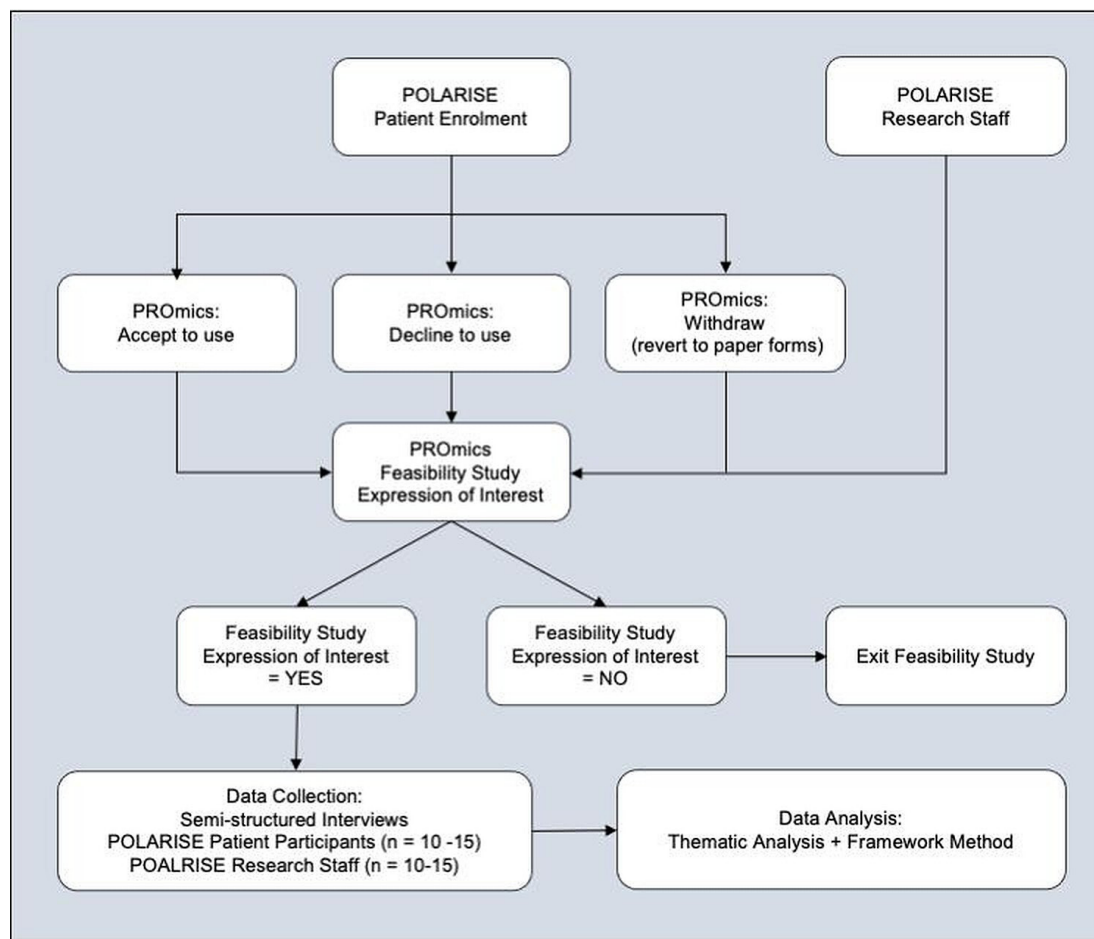 POLARISE
Patient Enrolment
POLARISE
Research Staff
PROmics:
Accept to use
PROmics:
Decline to use
PROmics:
Withdraw
(revert to paper forms)
PROmics
Feasibility Study
Expression of Interest
Feasibility Study
Expression of Interest
= YES
Feasibility Study
Expression of Interest
= NO
Exit Feasibility Study
Data Collection:
Semi-structured Interviews
POLARISE Patient Participants (n = 10 -15)
POALRISE Research Staff (n = 10-15)
Data Analysis:
Thematic Analysis + Framework Method